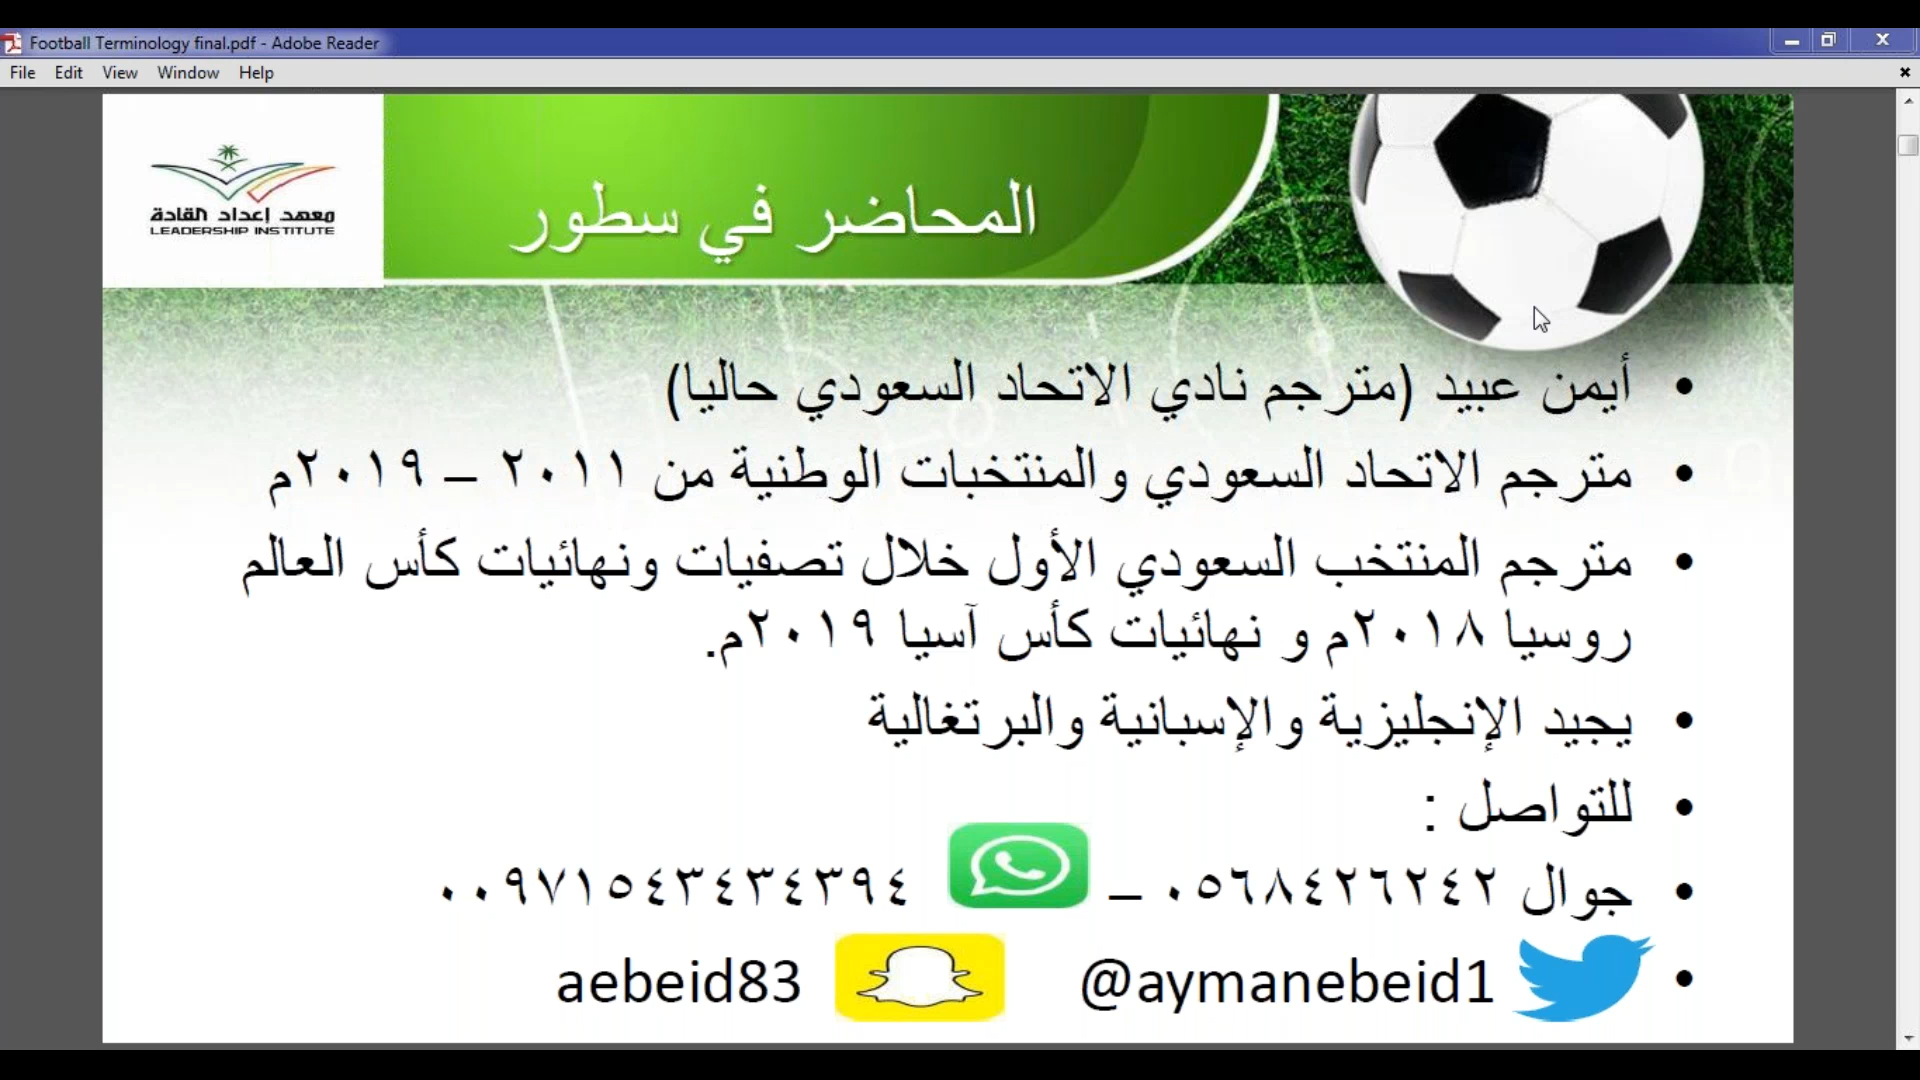 Football Terminology final.pdf - Adobe Reader
File Edit View Window Help
معهد إعداد القادة
LEADERSHIP INSTITUTE
المحاضر في سطور
• أيمن عبيد (مترجم نادي الاتحاد السعودي حاليا)
• مترجم الاتحاد السعودي والمنتخبات الوطنية من ٢٠١١ – ٢٠١٩م
• مترجم المنتخب السعودي الأول خلال تصفيات ونهائيات كأس العالم
روسيا ٢٠١٨م و نهائيات كأس آسيا ٢٠١٩م.
• يجيد الإنجليزية والإسبانية والبرتغالية
• للتواصل :
• جوال ٠٥٦٨٤٢٦٢٤٢ – ٠٠٩٧١٥٤٣٤٣٤٣٩٤
• @aymanebeid1 aebeid83